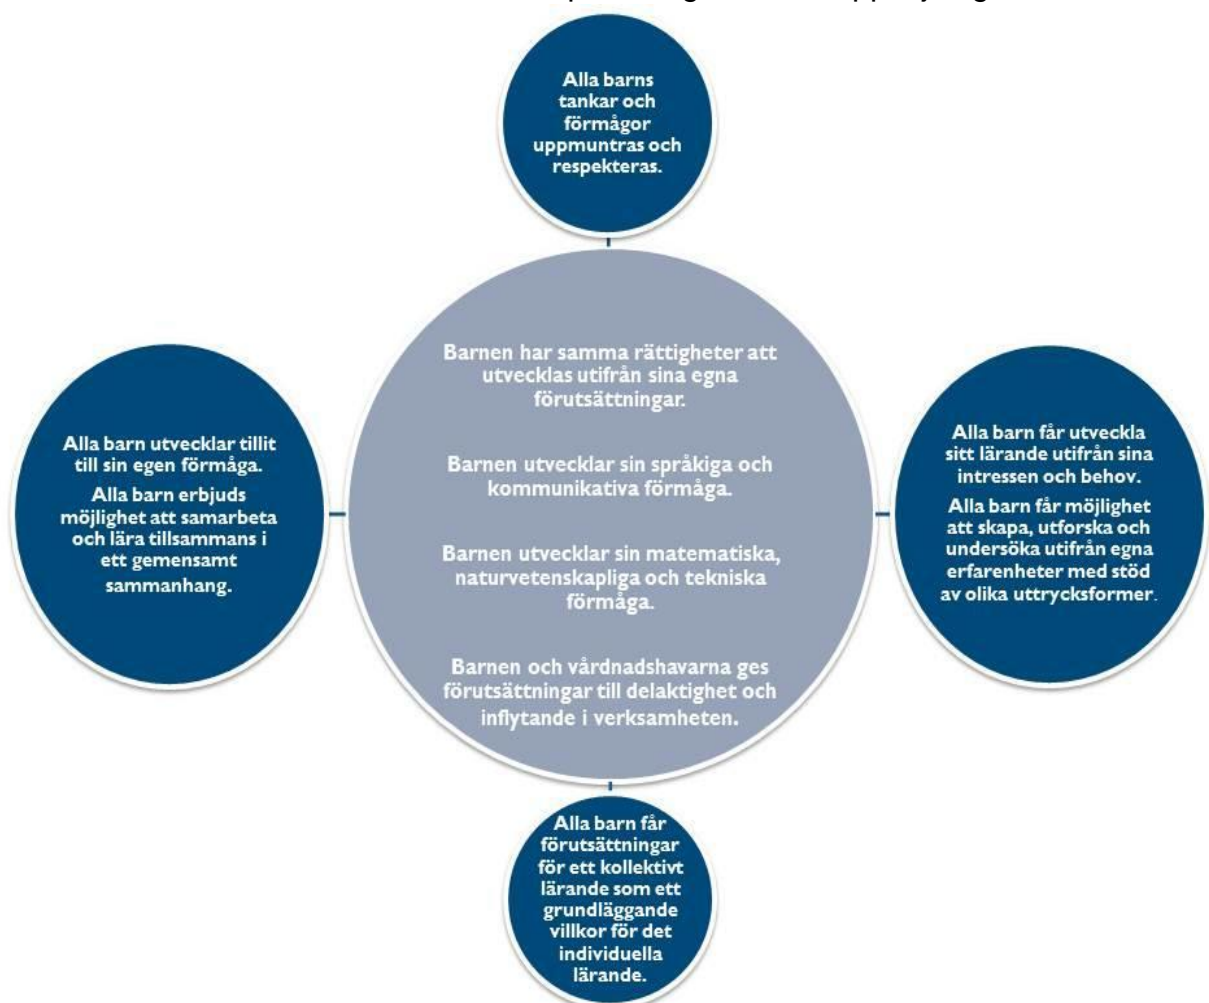 Alla barns
tankar och
förmågor
uppmuntras och
respekteras.
Barnen har samma rättigheter att
utvecklas utifrån sina egna
förutsättningar.
Barnen utvecklar sin språkiga och
kommunikativa förmåga.
Barnen utvecklar sin matematiska,
naturvetenskapliga och tekniska
förmåga.
Barnen och vårdnadshavarna ges
förutsättningar till delaktighet och
inflytande i verksamheten.
Alla barn utvecklar tillit
till sin egen förmåga.
Alla barn erbjuds
möjlighet att samarbeta
och lära tillsammans i
ett gemensamt
sammanhang.
Alla barn får utveckla
sitt lärande utifrån sina
intressen och behov.
Alla barn får möjlighet
att skapa, utforska och
undersöka utifrån egna
erfarenheter med stöd
av olika uttrycksformer.
Alla barn får
förutsättningar
för ett kollektivt
lärande som ett
grundläggande
villkor för det
individuella
lärande.